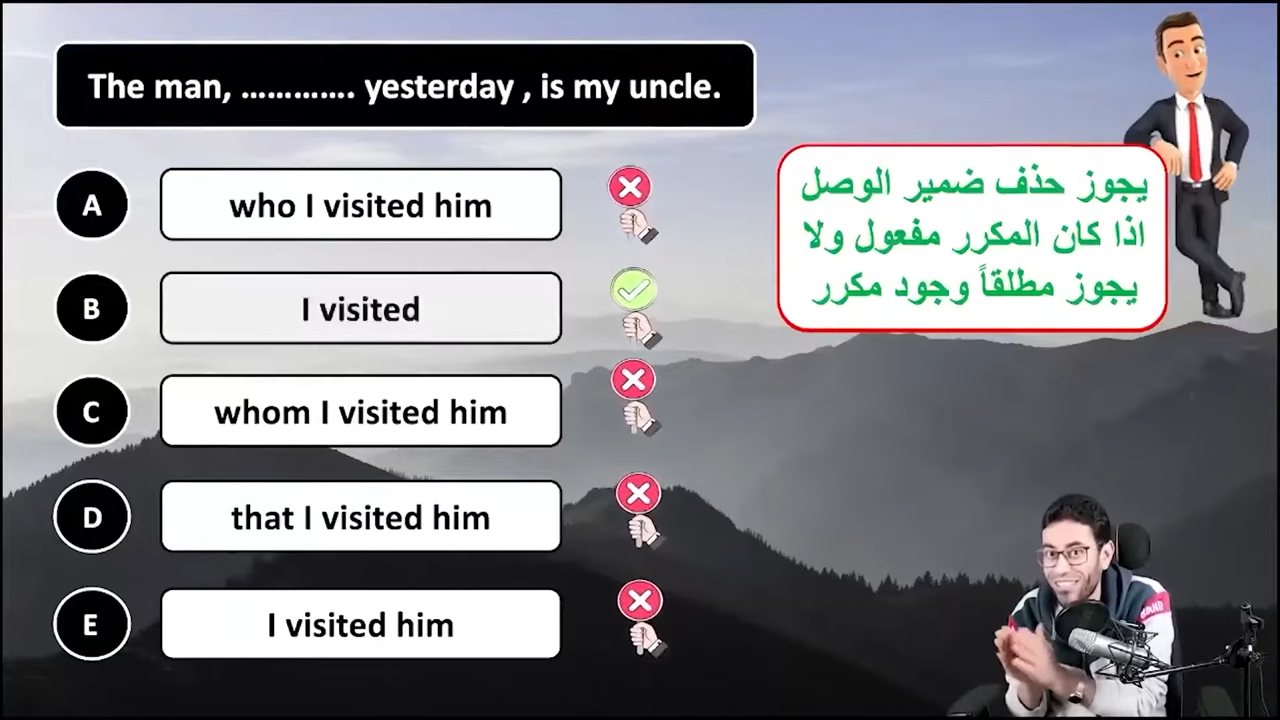 The man, …………. yesterday , is my uncle.
A
who I visited him
B
I visited
C
whom I visited him
D
that I visited him
E
I visited him
يجوز حذف ضمير الوصل
اذا كان المكرر مفعول ولا
يجوز مطلقاً وجود مكرر